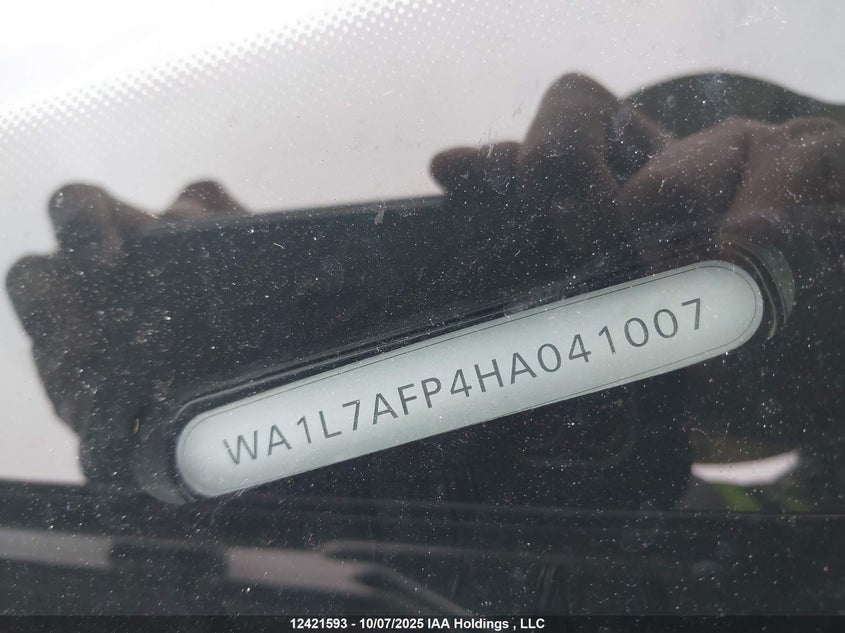 WA1L7AFP4HA041007
12421593 - 10/07/2025 IAA Holdings , LLC